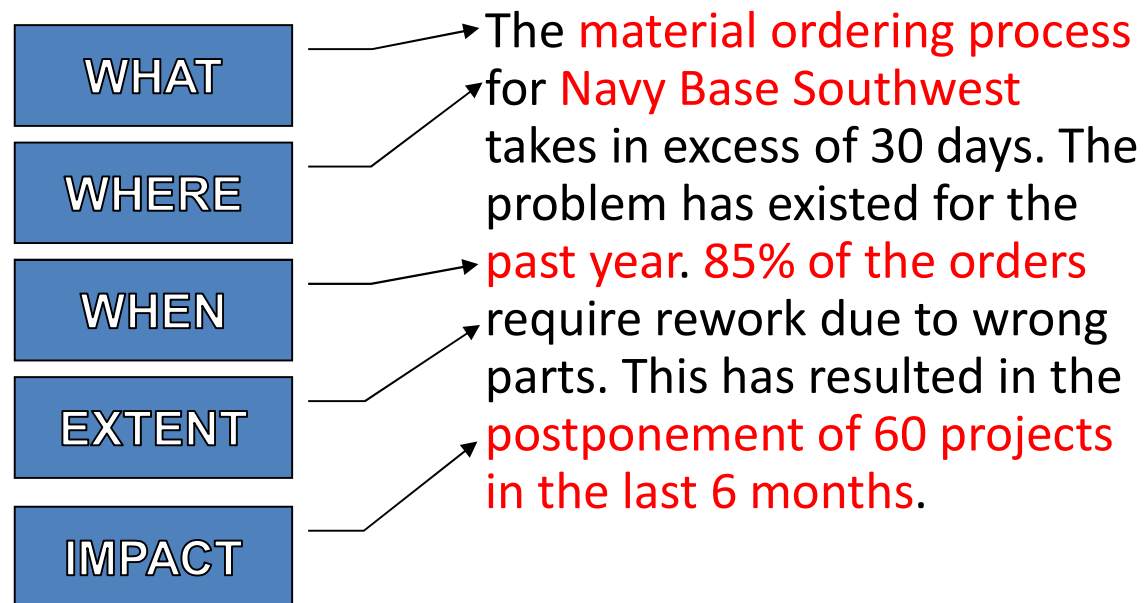 WHAT
WHERE
WHEN
EXTENT
IMPACT
The material ordering process
for Navy Base Southwest
takes in excess of 30 days. The
problem has existed for the
past year. 85% of the orders
require rework due to wrong
parts. This has resulted in the
postponement of 60 projects
in the last 6 months.